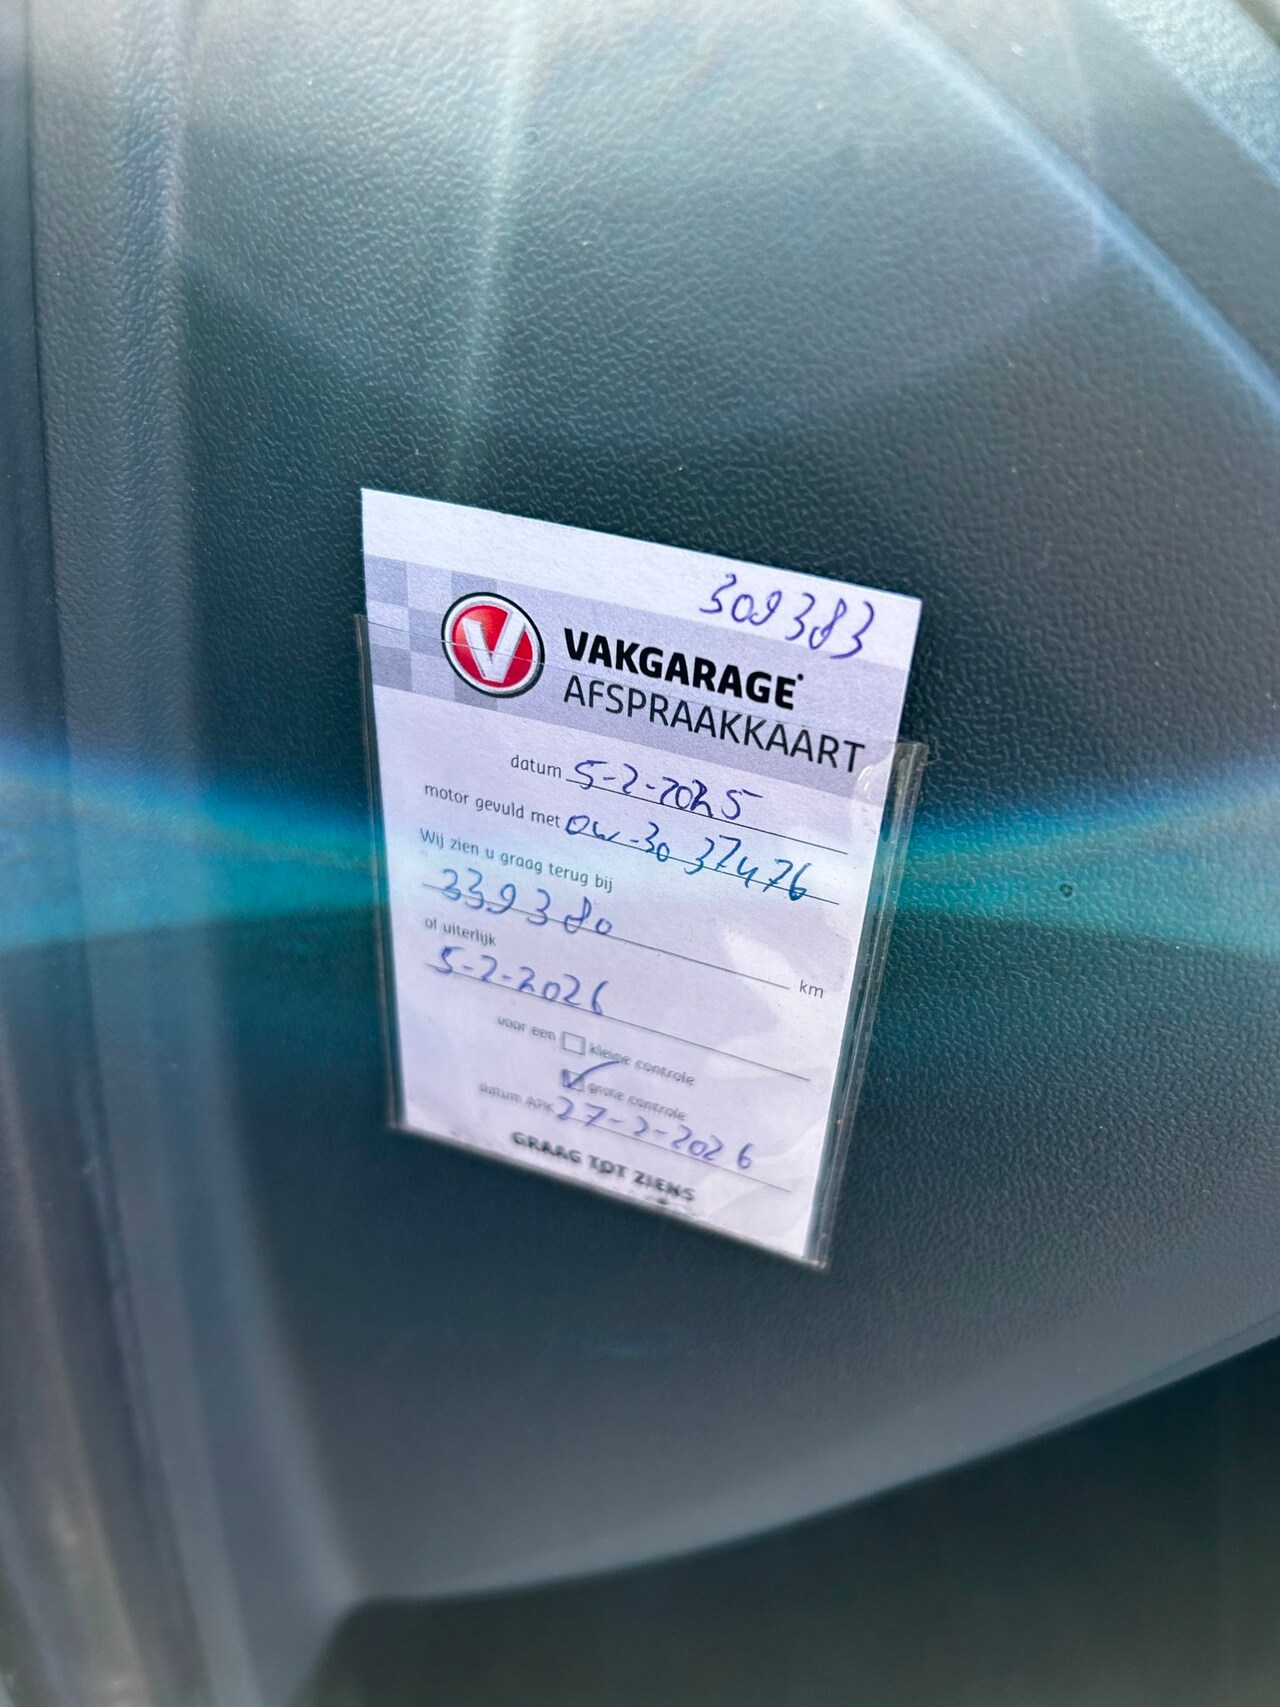 309383
V VAKGARAGE
AFSPRAAKKAART
datum 5-2-2025
motor gevuld met 0W-30 37476
Wij zien u graag terug bij
339380 km
of uiterlijk
5-2-2026
voor een kleine controle
grote controle
datum APK 27-2-2026
GRAAG TOT ZIENS